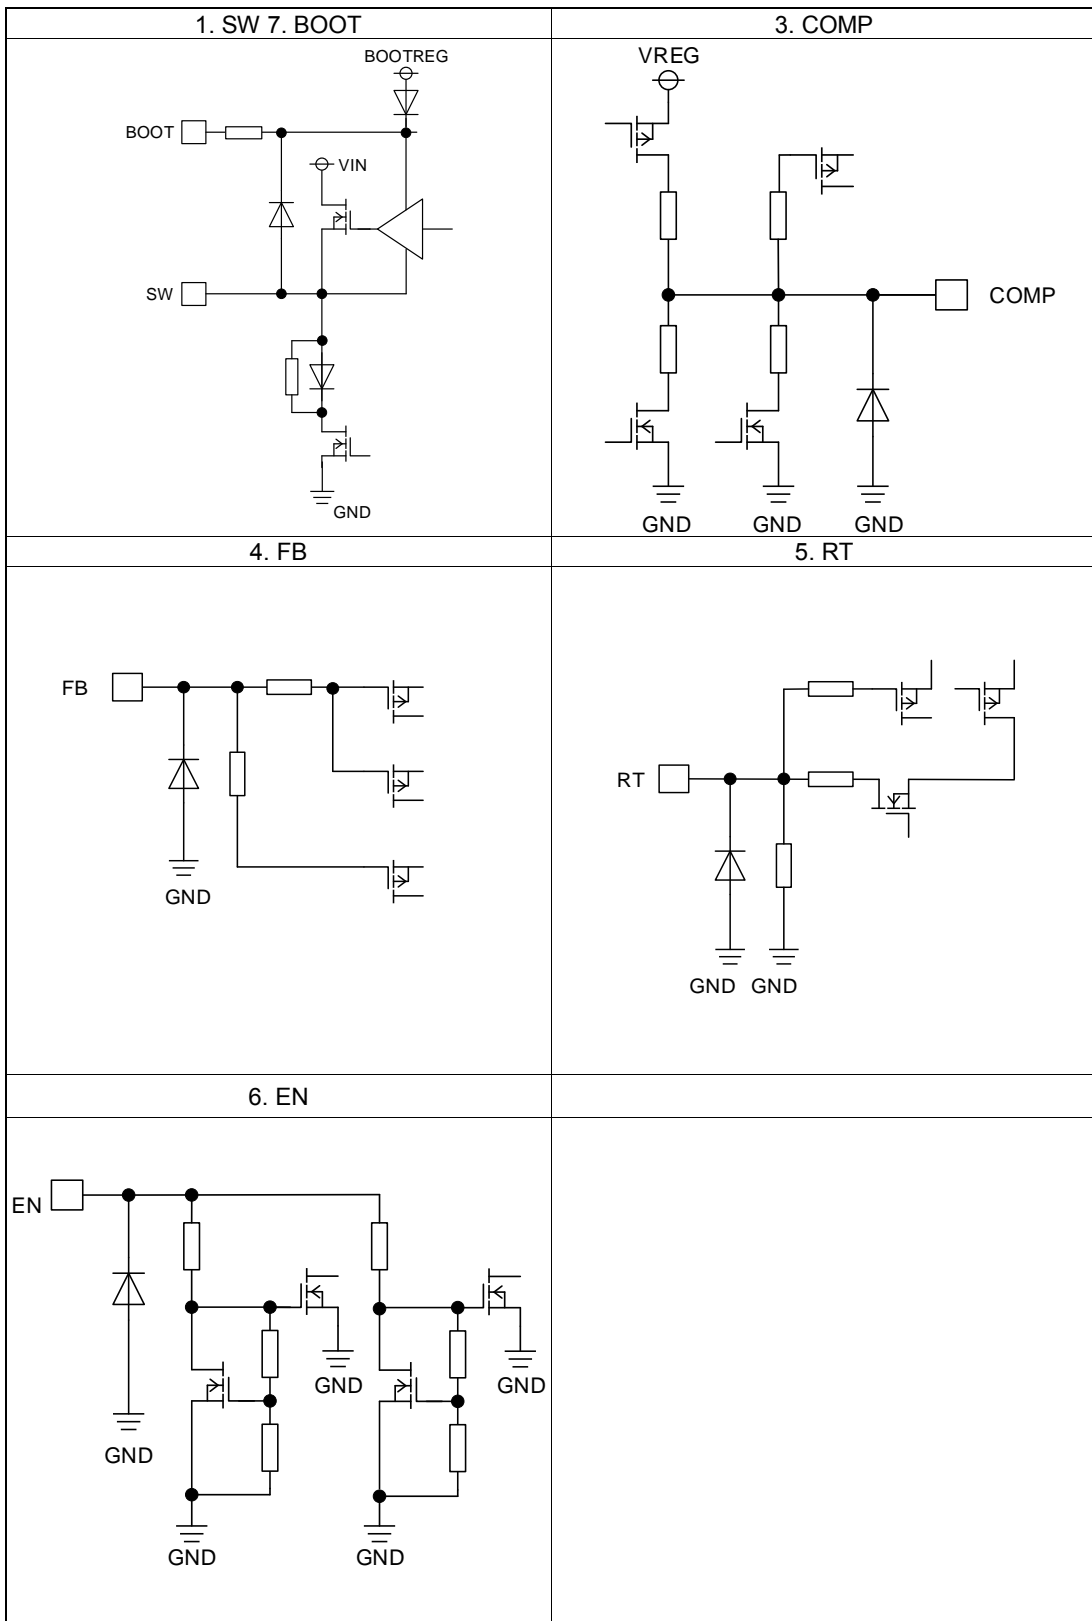 1. SW 7. BOOT
3. COMP
BOOTREG
BOOT
VIN
SW
GND
VREG
COMP
GND GND GND
4. FB
5. RT
FB
GND
RT
GND GND
6. EN
EN
GND
GND
GND
GND
GND